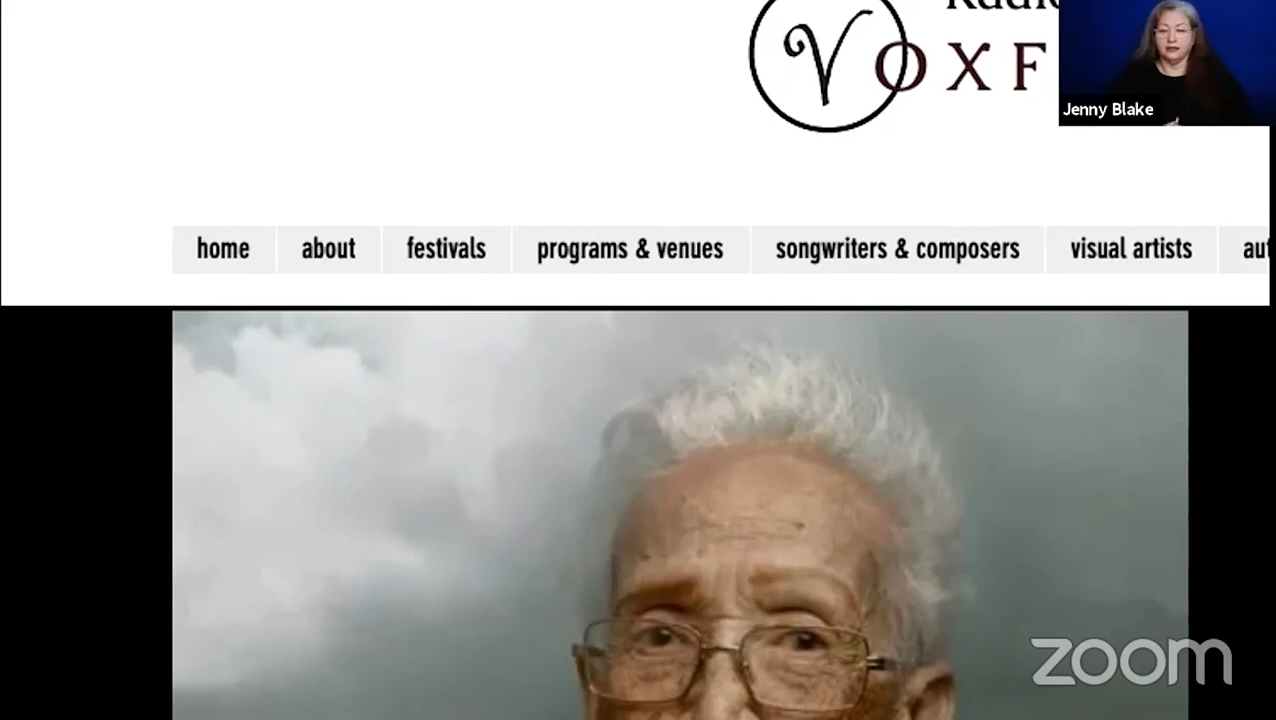 VOXF
Jenny Blake
home about festivals programs & venues songwriters & composers visual artists
zoom